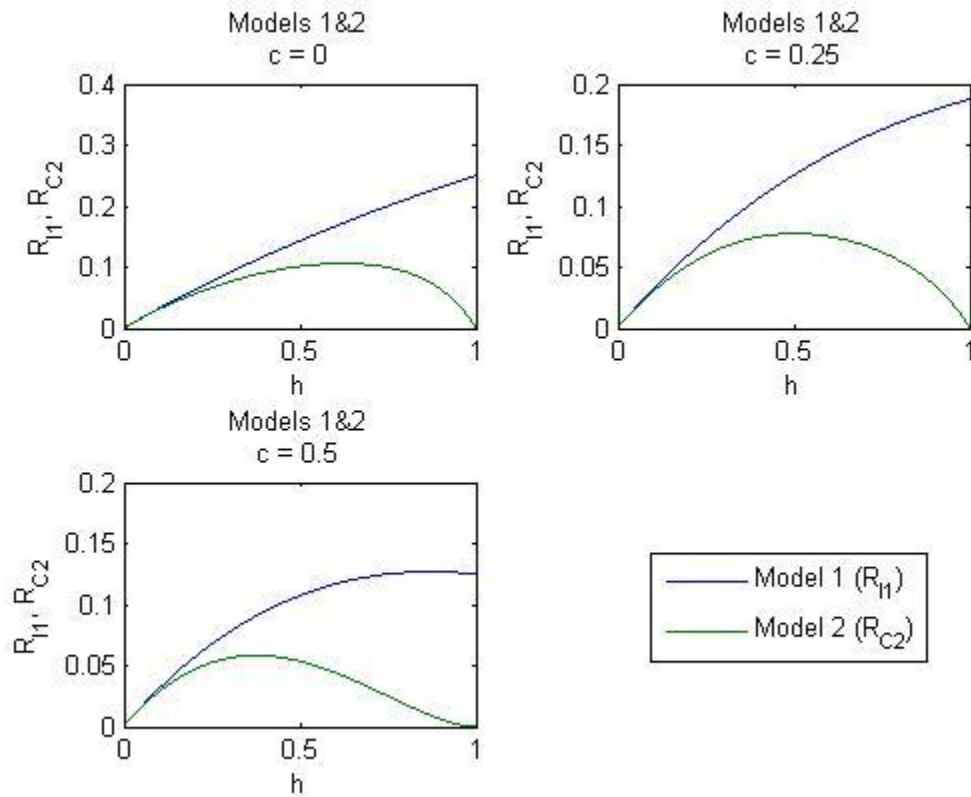 Models 1&2
c = 0
0.4
0.3
0.2
0.1
0
R_I1, R_C2
0
0.5
1
h
Models 1&2
c = 0.25
0.2
0.15
0.1
0.05
0
R_I1, R_C2
0
0.5
1
h
Models 1&2
c = 0.5
0.2
0.15
0.1
0.05
0
R_I1, R_C2
0
0.5
1
h
Model 1 (R_I1)
Model 2 (R_C2)